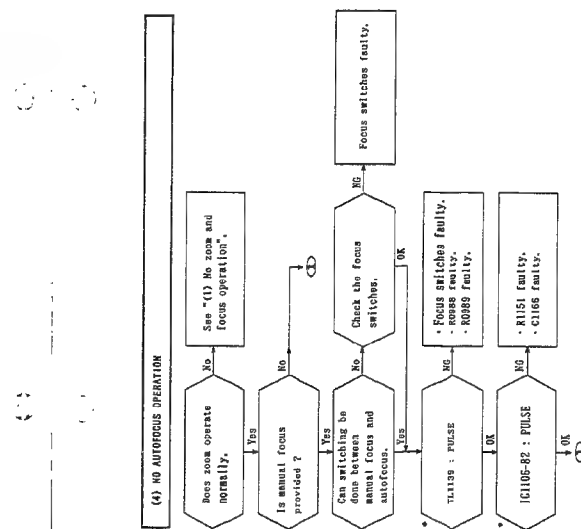 (4) NO AUTOFOCUS OPERATION
Does zoom operate
normally.
No
See "(1) No zoom and
focus operation".
Yes
Is manual focus
provided ?
No
Yes
Can switching be
done between
manual focus and
autofocus.
No
Check the focus
switches.
NG
Focus switches faulty.
OK
Yes
TL1139 : PULSE
NG
• Focus switches faulty.
• R0988 faulty.
• R0989 faulty.
OK
IC1106-82 : PULSE
NG
• R1151 faulty.
• C1166 faulty.
OK